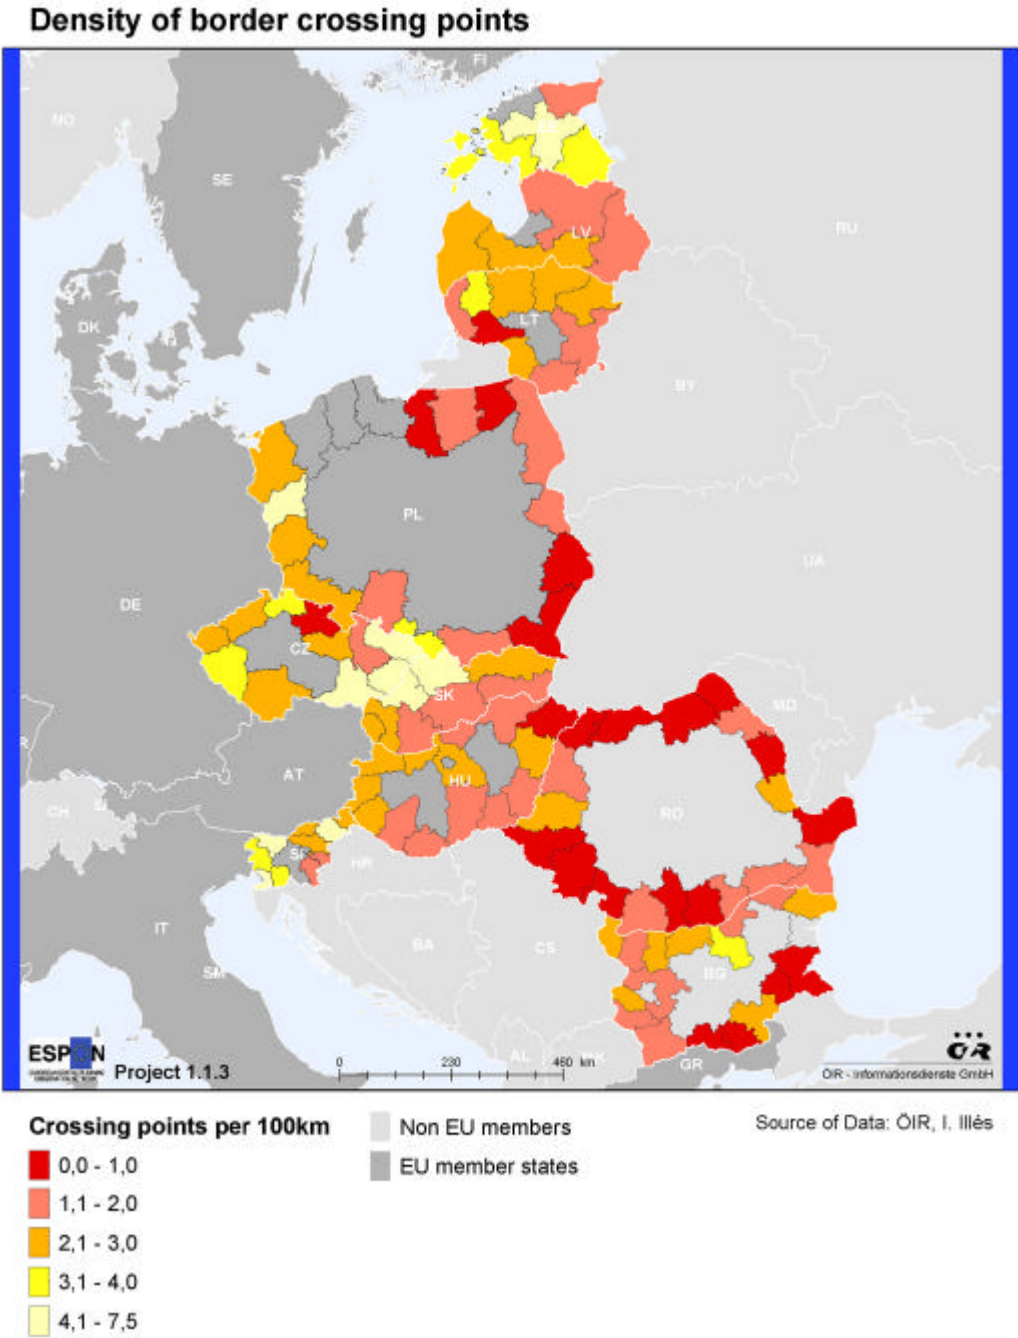 Density of border crossing points
FI
NO
SE
RU
LV
DK
LT
BY
PL
UA
DE
CZ
SK
MD
AT
HU
CH
RO
SI
HR
IT
BA
CS
BG
SM
AL
GR
ESPON
Project 1.1.3
0 230 460 km
ÖIR
ÖIR - Informationsdienste GmbH
Crossing points per 100km
0,0 - 1,0
1,1 - 2,0
2,1 - 3,0
3,1 - 4,0
4,1 - 7,5
Non EU members
EU member states
Source of Data: ÖIR, I. Illés